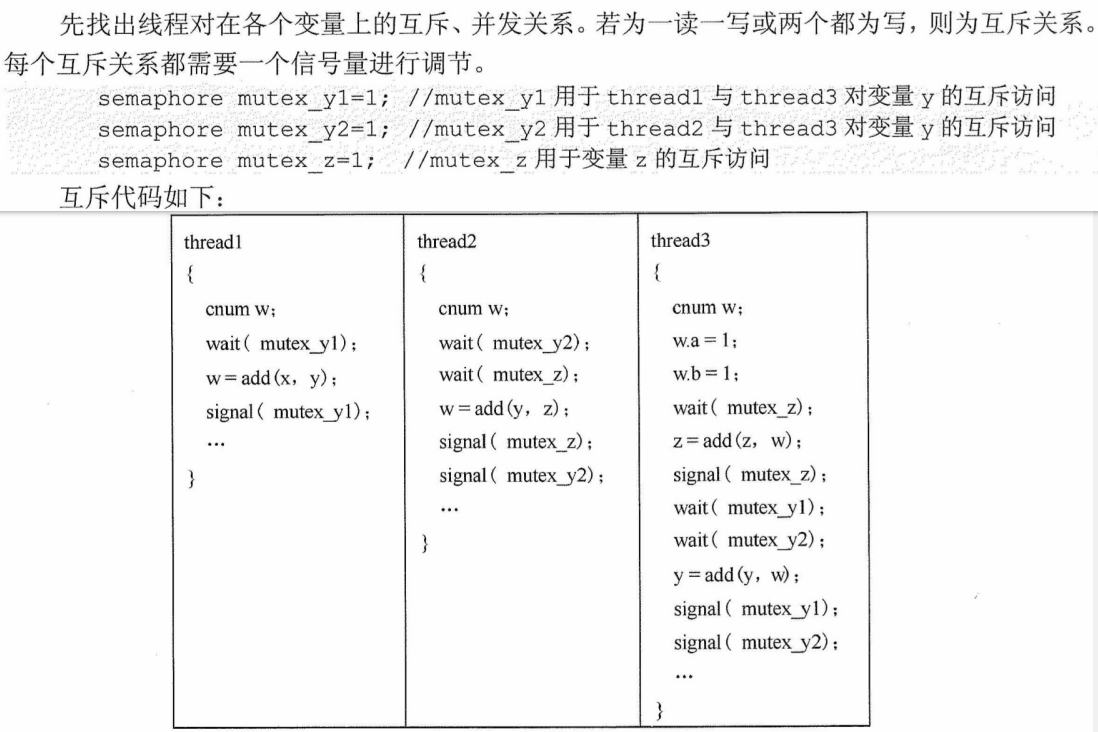 先找出线程对在各个变量上的互斥、并发关系。若为一读一写或两个都为写，则为互斥关系。
每个互斥关系都需要一个信号量进行调节。
semaphore mutex_y1=1; //mutex_y1 用于 thread1 与 thread3 对变量 y 的互斥访问
semaphore mutex_y2=1; //mutex_y2 用于 thread2 与 thread3 对变量 y 的互斥访问
semaphore mutex_z=1; //mutex_z 用于变量 z 的互斥访问
互斥代码如下：
thread1
{
cnum w;
wait( mutex_y1);
w=add(x, y);
signal( mutex_y1);
…
}
thread2
{
cnum w;
wait( mutex_y2);
wait( mutex_z);
w=add(y, z);
signal( mutex_z);
signal( mutex_y2);
…
}
thread3
{
cnum w;
w.a=1;
w.b=1;
wait( mutex_z);
z=add(z, w);
signal( mutex_z);
wait( mutex_y1);
wait( mutex_y2);
y=add(y, w);
signal( mutex_y1);
signal( mutex_y2);
…
}